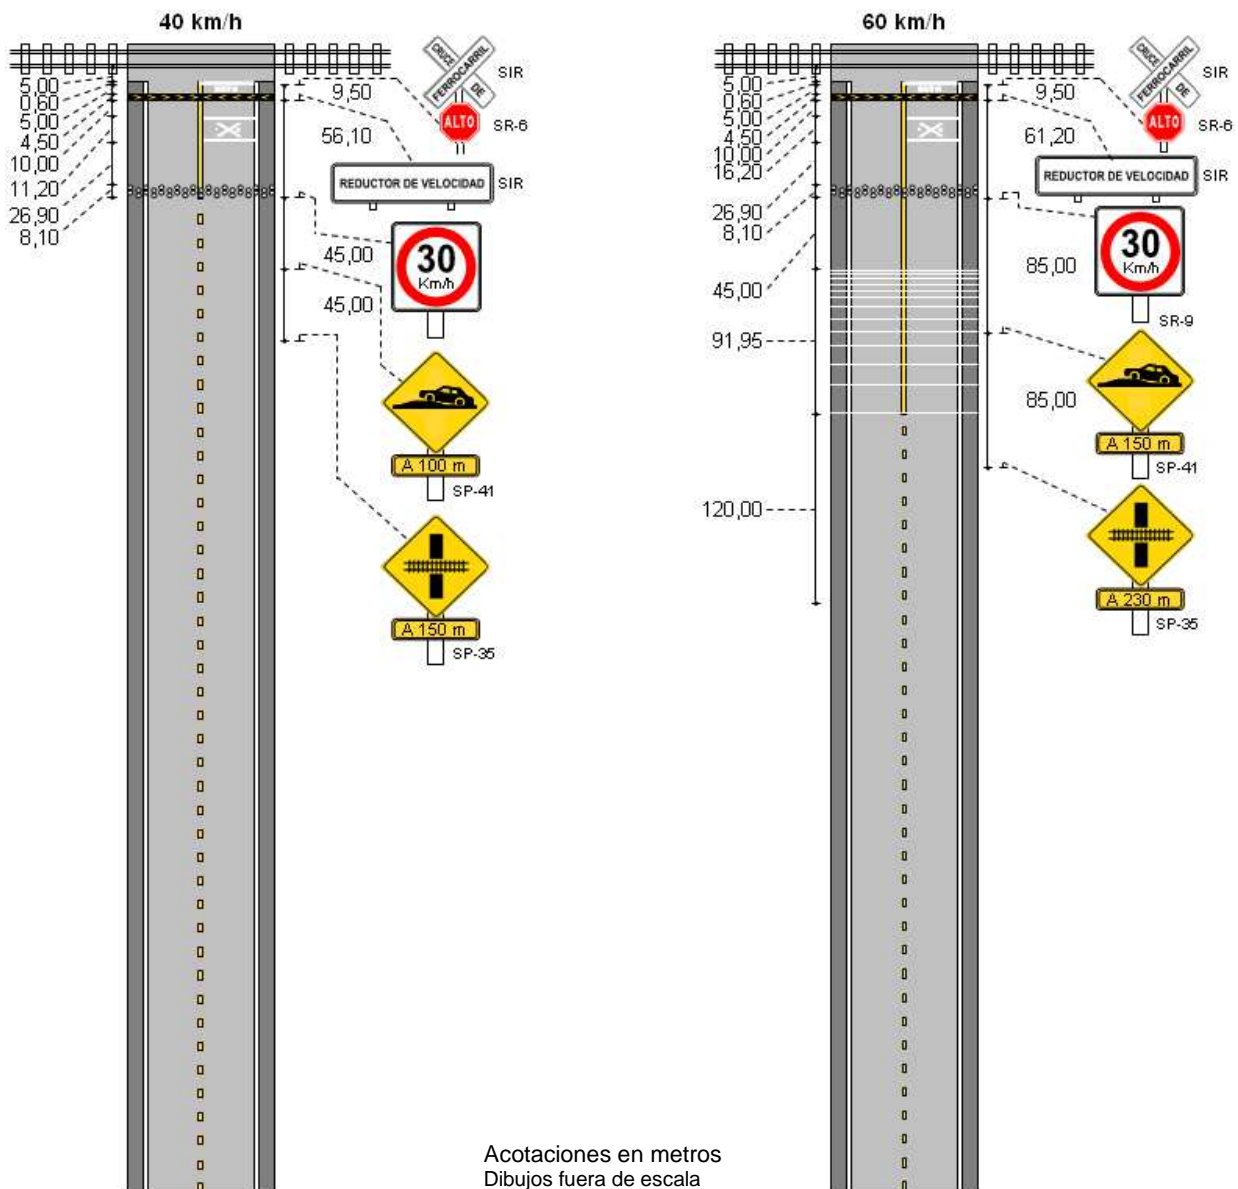 40 km/h
5,00
0,60
5,00
4,50
10,00
11,20
26,90
8,10
9,50
56,10
45,00
45,00
CRUCE
DE
FERROCARRIL
SIR
ALTO
SR-6
REDUCTOR DE VELOCIDAD
SIR
30
Km/h
A 100 m
SP-41
A 150 m
SP-35
60 km/h
5,00
0,60
5,00
4,50
10,00
16,20
26,90
8,10
45,00
91,95
120,00
9,50
61,20
85,00
85,00
CRUCE
DE
FERROCARRIL
SIR
ALTO
SR-6
REDUCTOR DE VELOCIDAD
SIR
30
Km/h
SR-9
A 150 m
SP-41
A 230 m
SP-35
Acotaciones en metros
Dibujos fuera de escala